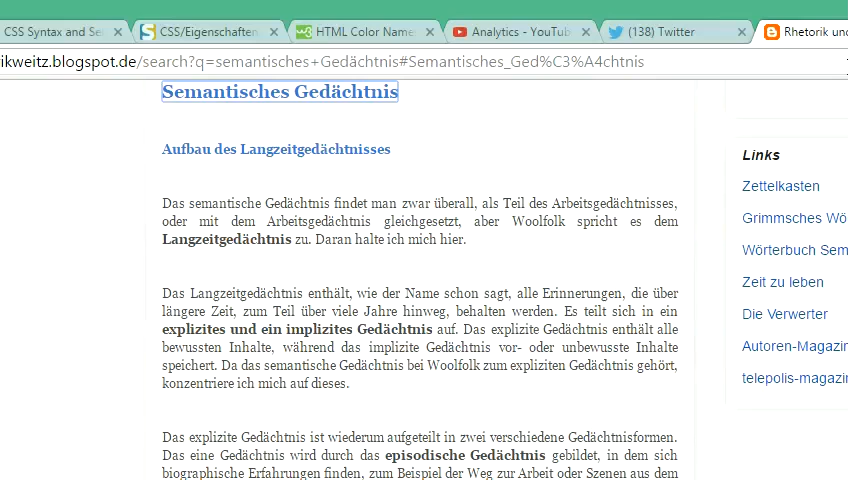 CSS Syntax and Se
CSS/Eigenschaften
HTML Color Name
Analytics - YouTub
(138) Twitter
Rhetorik und
ikweitz.blogspot.de/search?q=semantisches+Gedächtnis#Semantisches_Ged%C3%A4chtnis
Semantisches Gedächtnis
Aufbau des Langzeitgedächtnisses
Das semantische Gedächtnis findet man zwar überall, als Teil des Arbeitsgedächtnisses,
oder mit dem Arbeitsgedächtnis gleichgesetzt, aber Woolfolk spricht es dem
Langzeitgedächtnis zu. Daran halte ich mich hier.
Das Langzeitgedächtnis enthält, wie der Name schon sagt, alle Erinnerungen, die über
längere Zeit, zum Teil über viele Jahre hinweg, behalten werden. Es teilt sich in ein
explizites und ein implizites Gedächtnis auf. Das explizite Gedächtnis enthält alle
bewussten Inhalte, während das implizite Gedächtnis vor- oder unbewusste Inhalte
speichert. Da das semantische Gedächtnis bei Woolfolk zum expliziten Gedächtnis gehört,
konzentriere ich mich auf dieses.
Das explizite Gedächtnis ist wiederum aufgeteilt in zwei verschiedene Gedächtnisformen.
Das eine Gedächtnis wird durch das episodische Gedächtnis gebildet, in dem sich
biographische Erfahrungen finden, zum Beispiel der Weg zur Arbeit oder Szenen aus dem
Links
Zettelkasten
Grimmsches Wö
Wörterbuch Sem
Zeit zu leben
Die Verwerter
Autoren-Magazin
telepolis-magazin